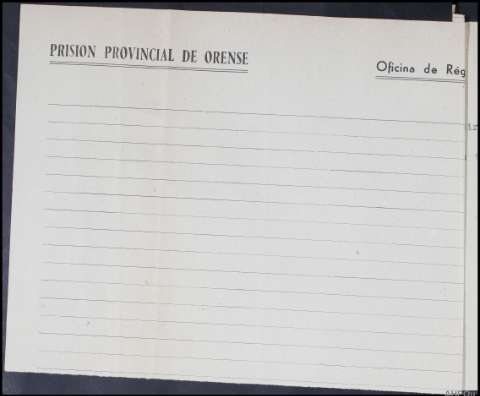 PRISION PROVINCIAL DE ORENSE
Oficina de Rég